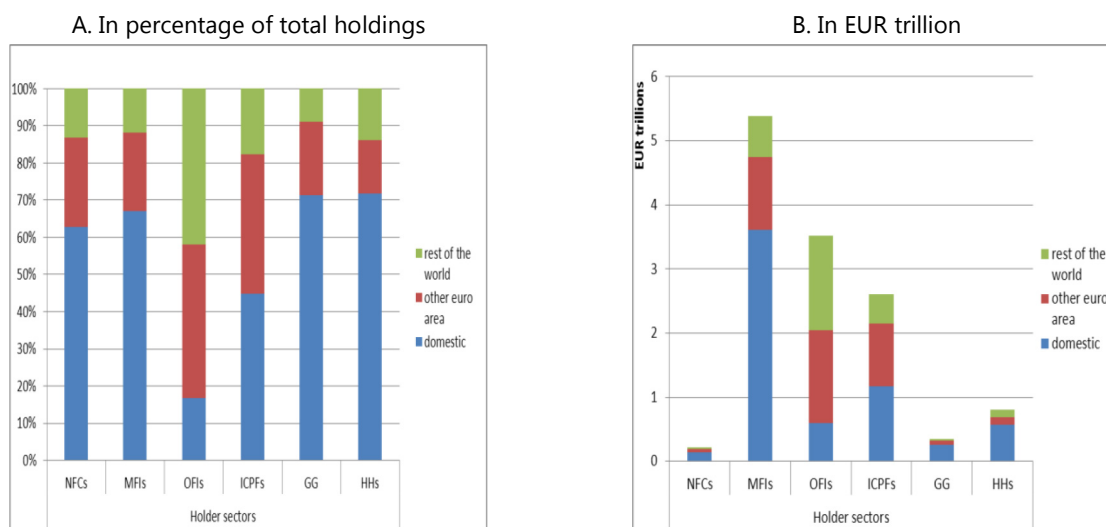 A. In percentage of total holdings
100%
90%
80%
70%
60%
50%
40%
30%
20%
10%
0%
NFCs
MFIs
OFIs
ICPFs
GG
HHs
Holder sectors
rest of the
world
other euro
area
domestic
B. In EUR trillion
EUR trillions
6
5
4
3
2
1
0
NFCs
MFIs
OFIs
ICPFs
GG
HHs
Holder sectors
rest of the
world
other euro
area
domestic